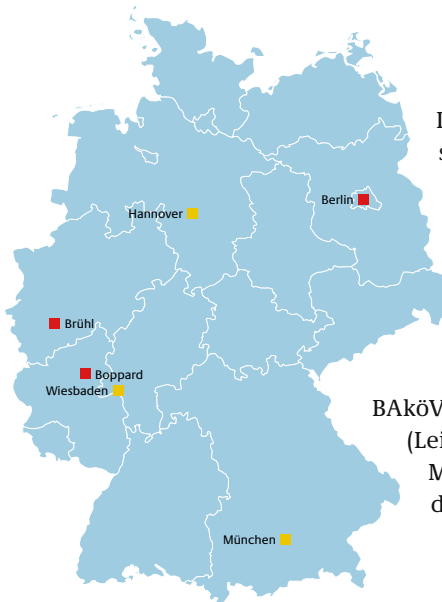 Berlin
Hannover
Brühl
Boppard
Wiesbaden
BAköV
(Lei
München